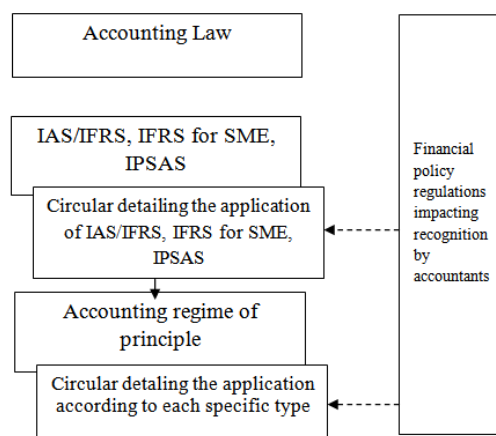 Accounting Law
IAS/IFRS, IFRS for SME,
IPSAS
Circular detailing the application
of IAS/IFRS, IFRS for SME,
IPSAS
Accounting regime of
principle
Circular detaling the application
according to each specific type
Financial
policy
regulations
impacting
recognition
by
accountants